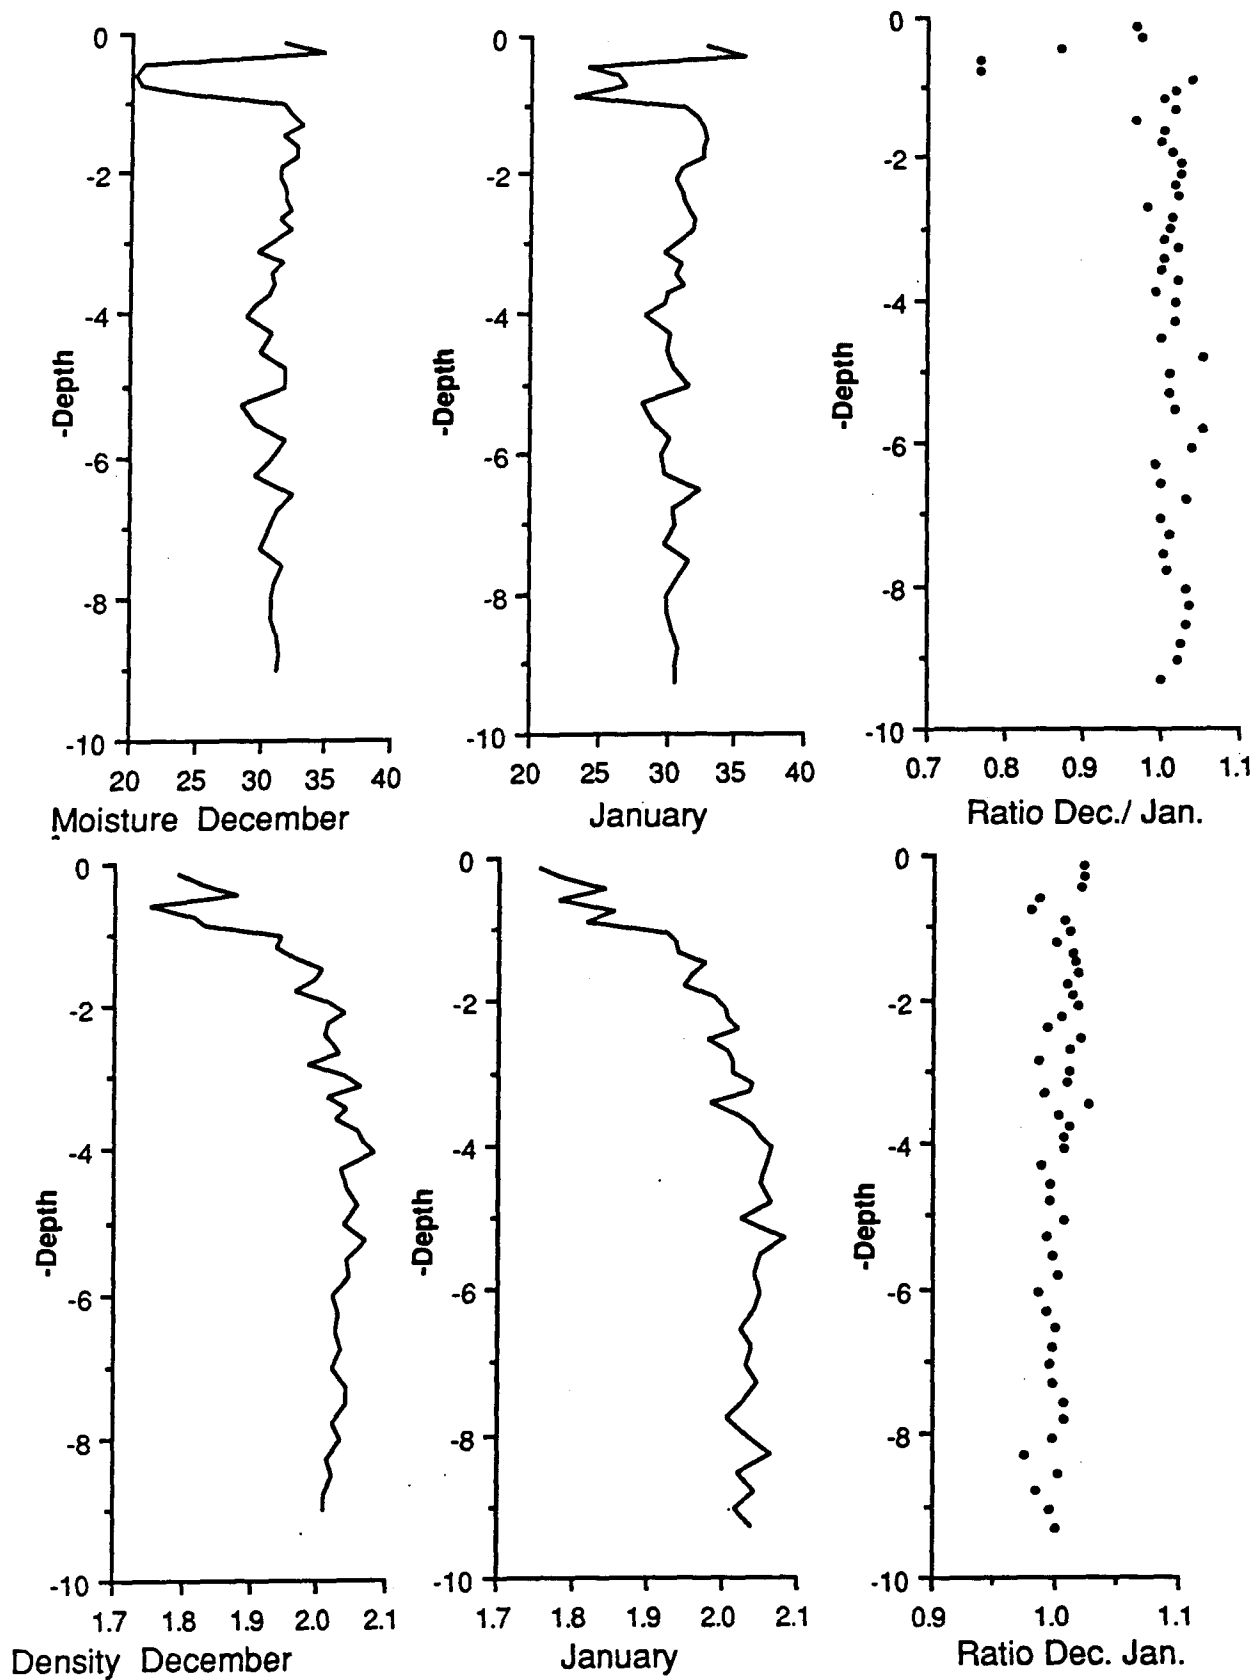 0
-2
-4
-6
-8
-10
-Depth
20 25 30 35 40
Moisture December
0
-2
-4
-6
-8
-10
-Depth
20 25 30 35 40
January
0
-2
-4
-6
-8
-10
-Depth
0.7 0.8 0.9 1.0 1.1
Ratio Dec./ Jan.
0
-2
-4
-6
-8
-10
-Depth
1.7 1.8 1.9 2.0 2.1
Density December
0
-2
-4
-6
-8
-10
-Depth
1.7 1.8 1.9 2.0 2.1
January
0
-2
-4
-6
-8
-10
-Depth
0.9 1.0 1.1
Ratio Dec. Jan.